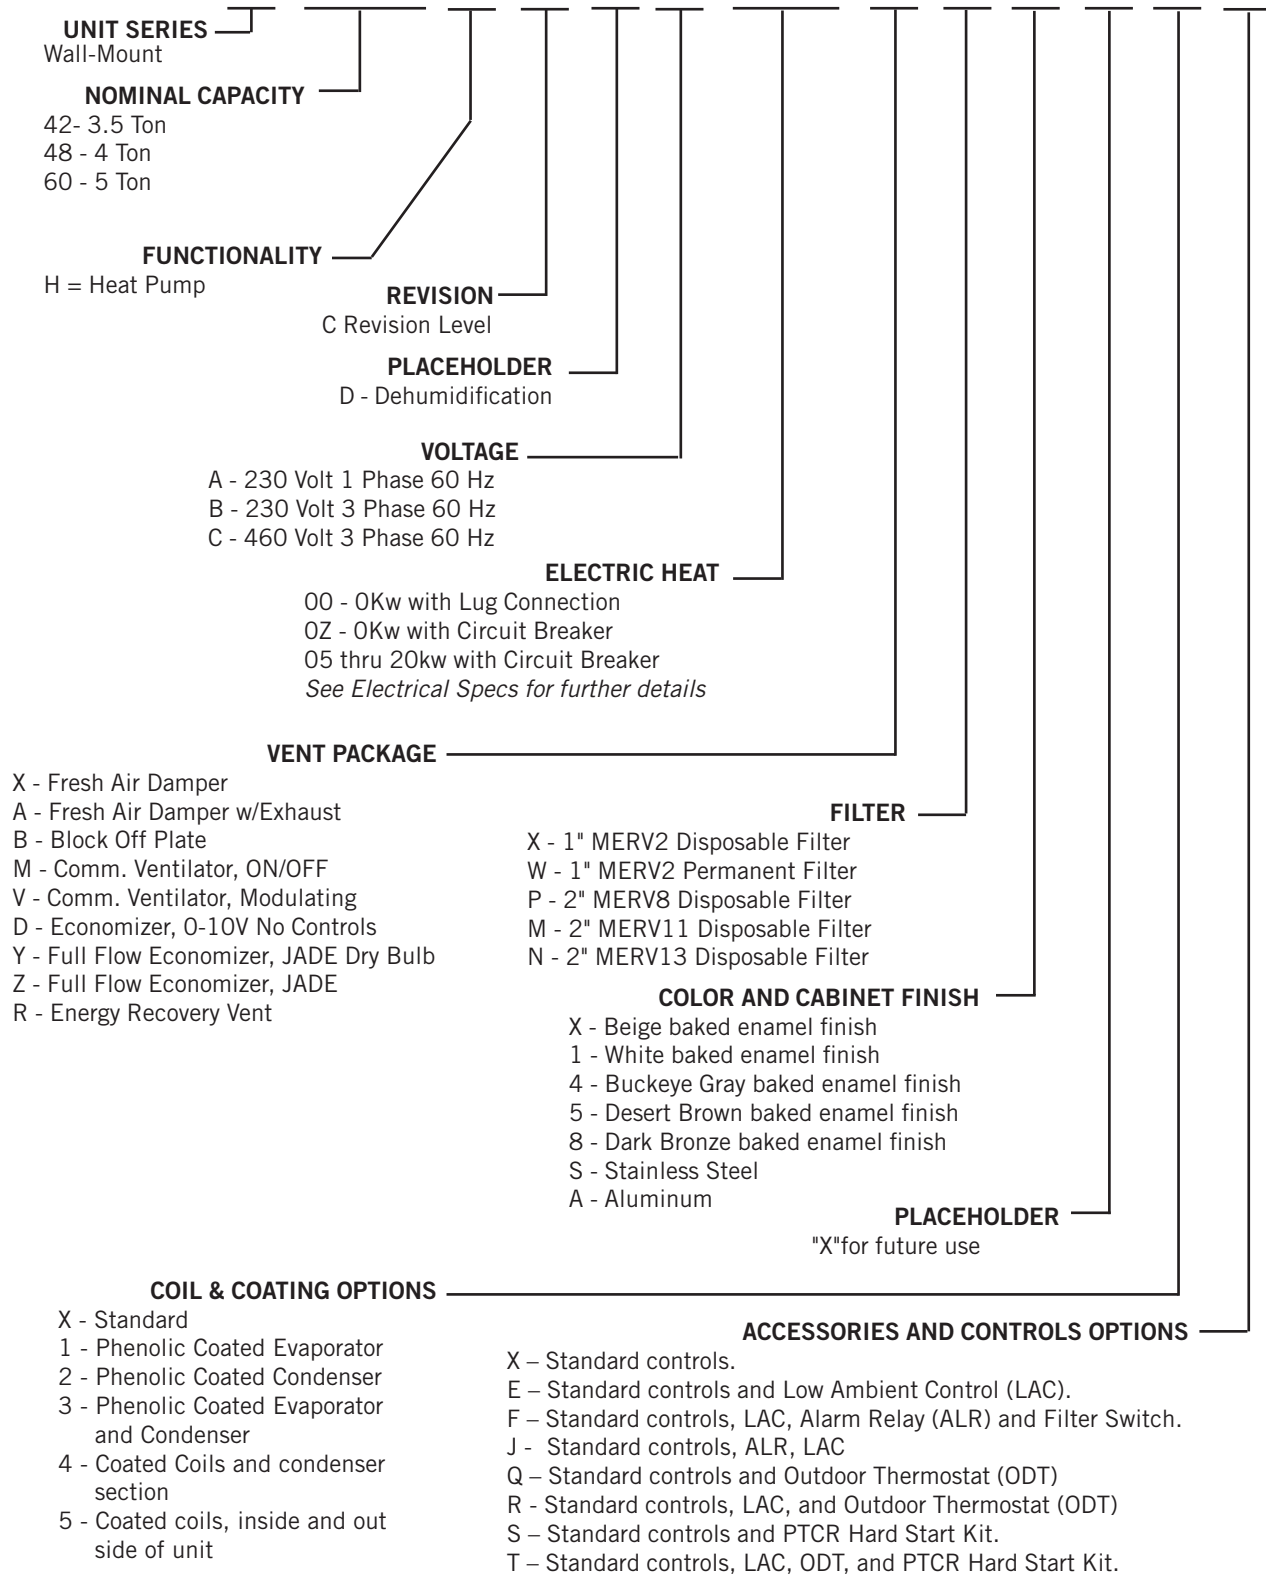 UNIT SERIES
Wall-Mount
NOMINAL CAPACITY
42- 3.5 Ton
48 - 4 Ton
60 - 5 Ton
FUNCTIONALITY
H = Heat Pump
REVISION
C Revision Level
PLACEHOLDER
D - Dehumidification
VOLTAGE
A - 230 Volt 1 Phase 60 Hz
B - 230 Volt 3 Phase 60 Hz
C - 460 Volt 3 Phase 60 Hz
ELECTRIC HEAT
00 - 0Kw with Lug Connection
0Z - 0Kw with Circuit Breaker
05 thru 20kw with Circuit Breaker
See Electrical Specs for further details
VENT PACKAGE
X - Fresh Air Damper
A - Fresh Air Damper w/Exhaust
B - Block Off Plate
M - Comm. Ventilator, ON/OFF
V - Comm. Ventilator, Modulating
D - Economizer, 0-10V No Controls
Y - Full Flow Economizer, JADE Dry Bulb
Z - Full Flow Economizer, JADE
R - Energy Recovery Vent
FILTER
X - 1" MERV2 Disposable Filter
W - 1" MERV2 Permanent Filter
P - 2" MERV8 Disposable Filter
M - 2" MERV11 Disposable Filter
N - 2" MERV13 Disposable Filter
COLOR AND CABINET FINISH
X - Beige baked enamel finish
1 - White baked enamel finish
4 - Buckeye Gray baked enamel finish
5 - Desert Brown baked enamel finish
8 - Dark Bronze baked enamel finish
S - Stainless Steel
A - Aluminum
PLACEHOLDER
"X"for future use
COIL & COATING OPTIONS
X - Standard
1 - Phenolic Coated Evaporator
2 - Phenolic Coated Condenser
3 - Phenolic Coated Evaporator
and Condenser
4 - Coated Coils and condenser
section
5 - Coated coils, inside and out
side of unit
ACCESSORIES AND CONTROLS OPTIONS
X – Standard controls.
E – Standard controls and Low Ambient Control (LAC).
F – Standard controls, LAC, Alarm Relay (ALR) and Filter Switch.
J - Standard controls, ALR, LAC
Q – Standard controls and Outdoor Thermostat (ODT)
R - Standard controls, LAC, and Outdoor Thermostat (ODT)
S – Standard controls and PTCR Hard Start Kit.
T – Standard controls, LAC, ODT, and PTCR Hard Start Kit.